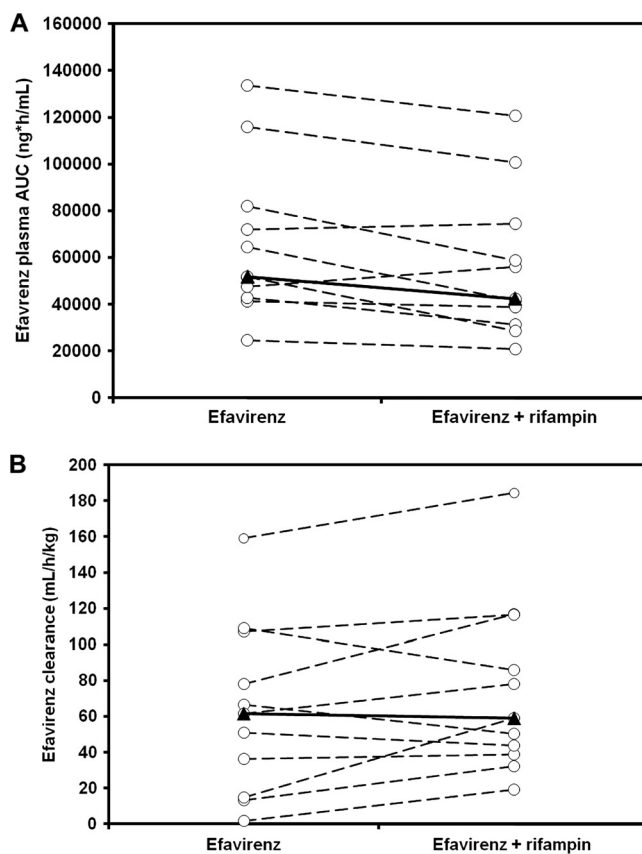 A
Efavrenz plasma AUC (ng*h/mL)
160000
140000
120000
100000
80000
60000
40000
20000
0
Efavirenz
Efavirenz + rifampin
B
Efavirenz clearance (mL/h/kg)
200
180
160
140
120
100
80
60
40
20
0
Efavirenz
Efavirenz + rifampin